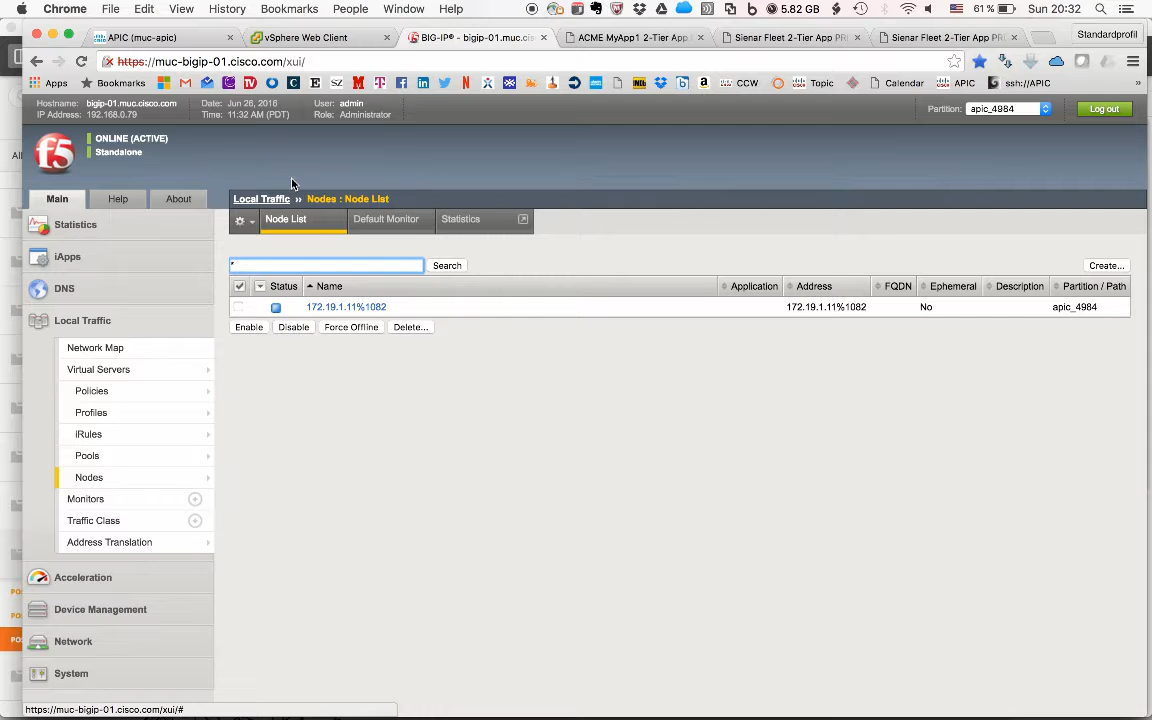 Chrome File Edit View History Bookmarks People Window Help 5.82 GB 61% Sun 20:32
APIC (muc-apic) × vSphere Web Client × BIG-IP® - bigip-01.muc.cis × ACME MyApp1 2-Tier App × Sienar Fleet 2-Tier App PR × Sienar Fleet 2-Tier App PR × Standardprofil
https://muc-bigip-01.cisco.com/xui/
Apps Bookmarks CCW Topic Calendar APIC ssh://APIC »
Hostname: bigip-01.muc.cisco.com Date: Jun 26, 2016 User: admin
IP Address: 192.168.0.79 Time: 11:32 AM (PDT) Role: Administrator
Partition: apic_4984 Log out
f5
ONLINE (ACTIVE)
Standalone
Main Help About
Local Traffic » Nodes : Node List
Node List Default Monitor Statistics
* Search Create...
Status Name Application Address FQDN Ephemeral Description Partition / Path
172.19.1.11%1082 172.19.1.11%1082 No apic_4984
Enable Disable Force Offline Delete...
Statistics
iApps
DNS
Local Traffic
Network Map
Virtual Servers
Policies
Profiles
iRules
Pools
Nodes
Monitors
Traffic Class
Address Translation
Acceleration
Device Management
Network
System
https://muc-bigip-01.cisco.com/xui/#